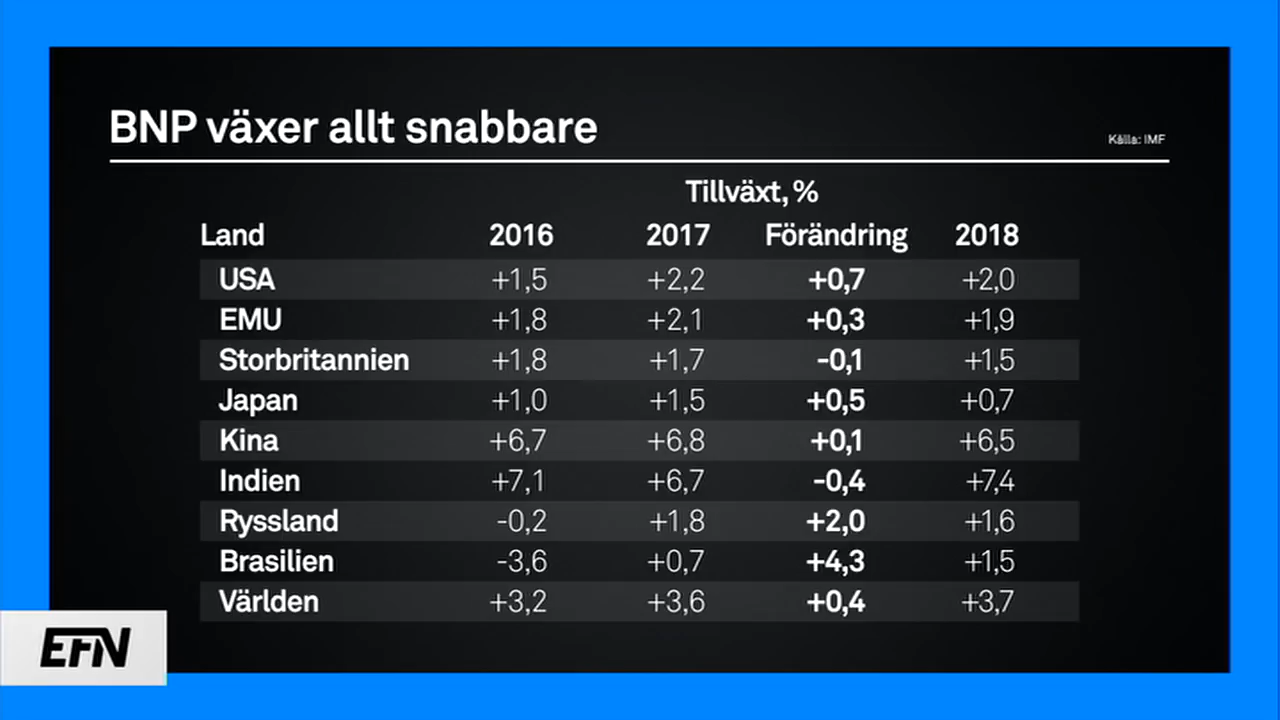 BNP växer allt snabbare
Källa: IMF
Tillväxt, %
Land 2016 2017 Förändring 2018
USA +1,5 +2,2 +0,7 +2,0
EMU +1,8 +2,1 +0,3 +1,9
Storbritannien +1,8 +1,7 -0,1 +1,5
Japan +1,0 +1,5 +0,5 +0,7
Kina +6,7 +6,8 +0,1 +6,5
Indien +7,1 +6,7 -0,4 +7,4
Ryssland -0,2 +1,8 +2,0 +1,6
Brasilien -3,6 +0,7 +4,3 +1,5
Världen +3,2 +3,6 +0,4 +3,7
EFN